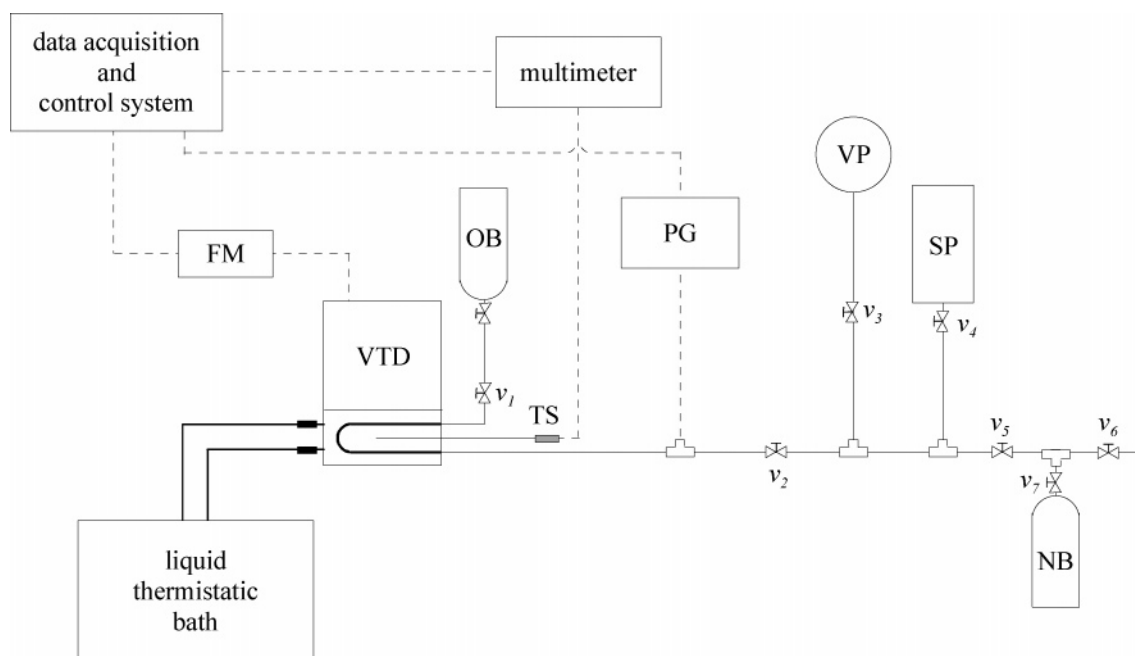 data acquisition
and
control system
multimeter
VP
OB
PG
SP
FM
v3
v4
VTD
v1
TS
v5
v6
v2
v7
liquid
thermistatic
bath
NB